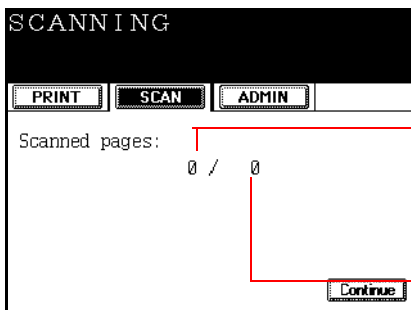 SCANNING
PRINT SCAN ADMIN
Scanned pages:
0 / 0
Continue